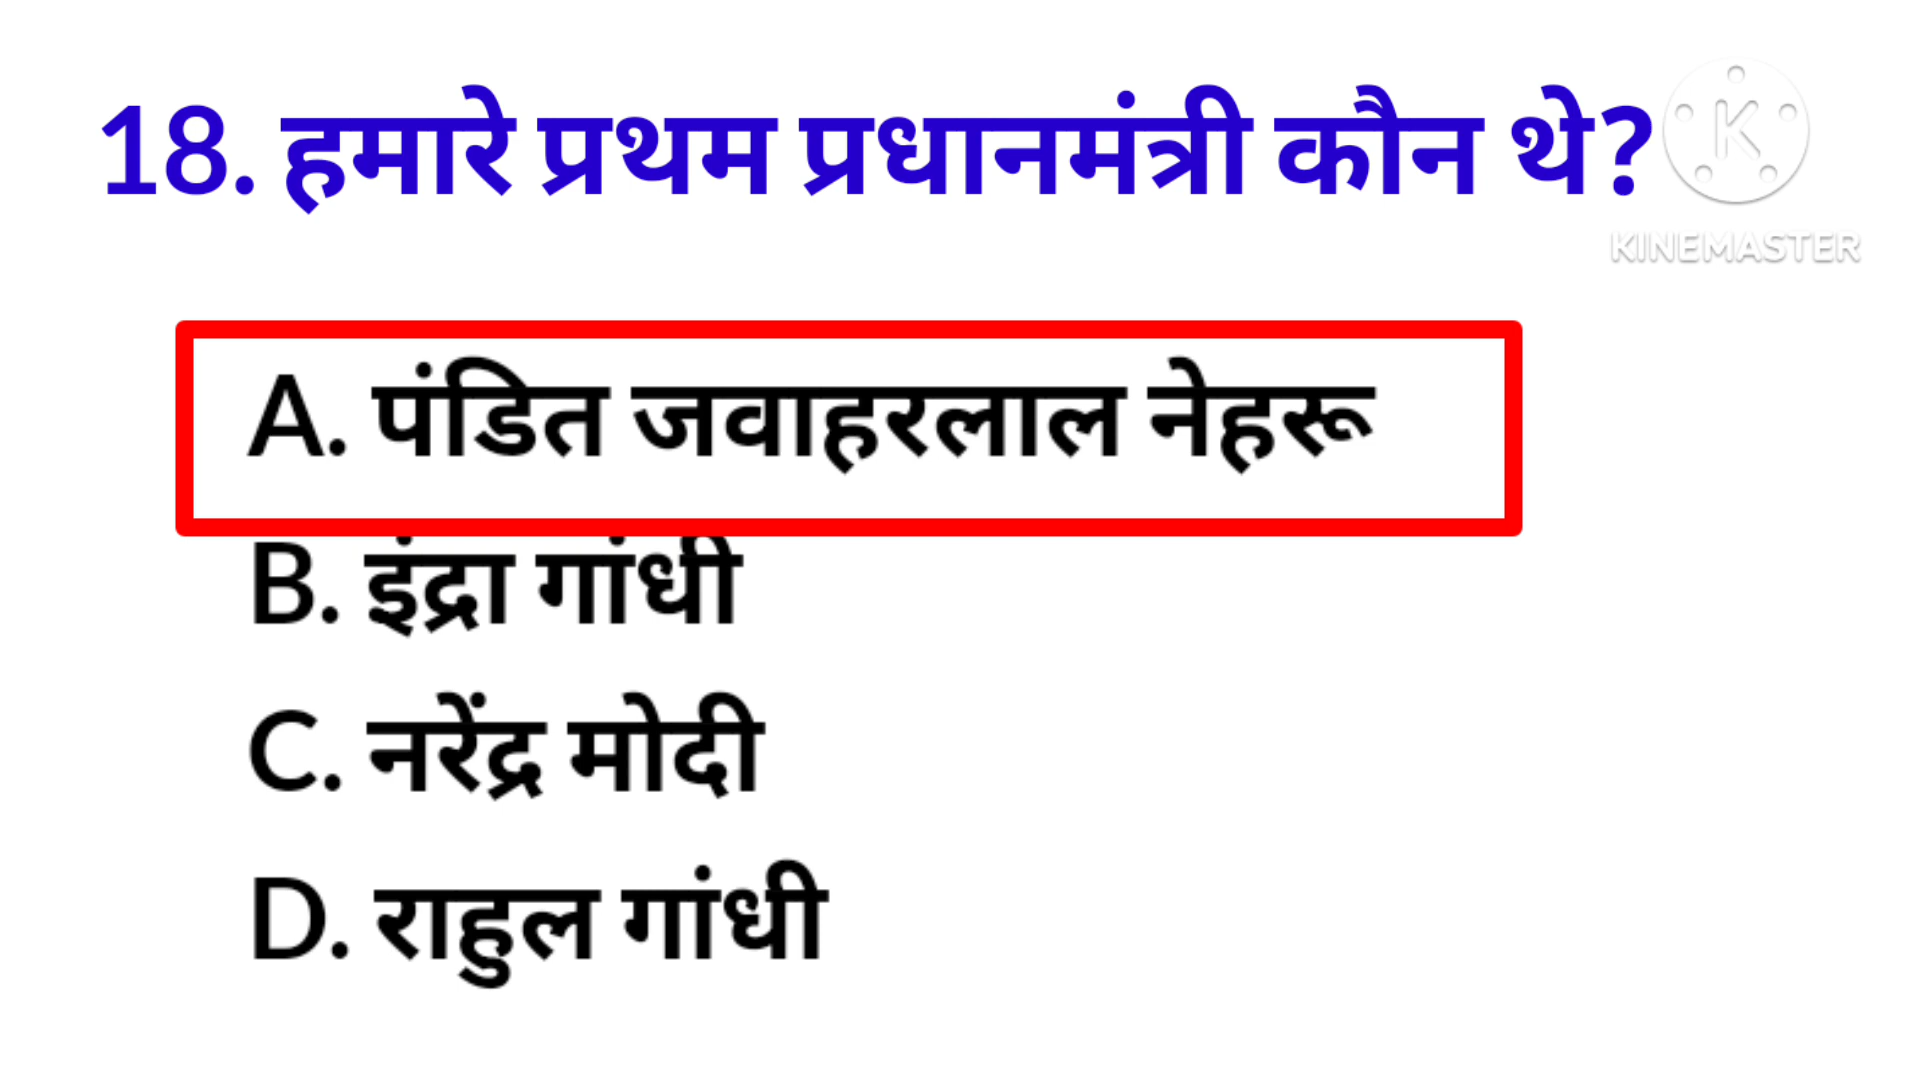 18. हमारे प्रथम प्रधानमंत्री कौन थे?
KINEMASTER
A. पंडित जवाहरलाल नेहरू
B. इंद्रा गांधी
C. नरेंद्र मोदी
D. राहुल गांधी